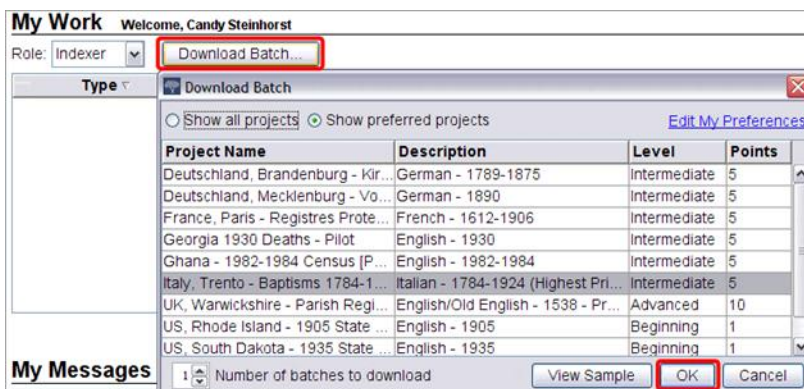 My Work Welcome, Candy Steinhorst
Role: Indexer Download Batch...
Type
Download Batch
Show all projects Show preferred projects Edit My Preferences
Project Name Description Level Points
Deutschland, Brandenburg - Kir... German - 1789-1875 Intermediate 5
Deutschland, Mecklenburg - Vo... German - 1890 Intermediate 5
France, Paris - Registres Prote... French - 1612-1906 Intermediate 5
Georgia 1930 Deaths - Pilot English - 1930 Intermediate 5
Ghana - 1982-1984 Census [P... English - 1982-1984 Intermediate 5
Italy, Trento - Baptisms 1784-1... Italian - 1784-1924 (Highest Pri... Intermediate 5
UK, Warwickshire - Parish Regi... English/Old English - 1538 - Pr... Advanced 10
US, Rhode Island - 1905 State ... English - 1905 Beginning 1
US, South Dakota - 1935 State ... English - 1935 Beginning 1
My Messages 1 Number of batches to download View Sample OK Cancel